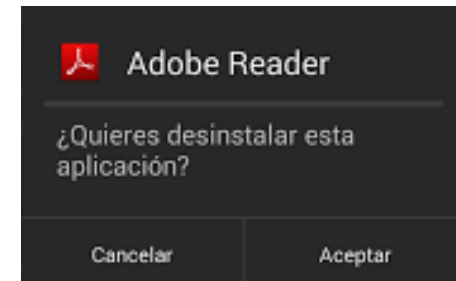 Adobe Reader
¿Quieres desinstalar esta
aplicación?
Cancelar
Aceptar